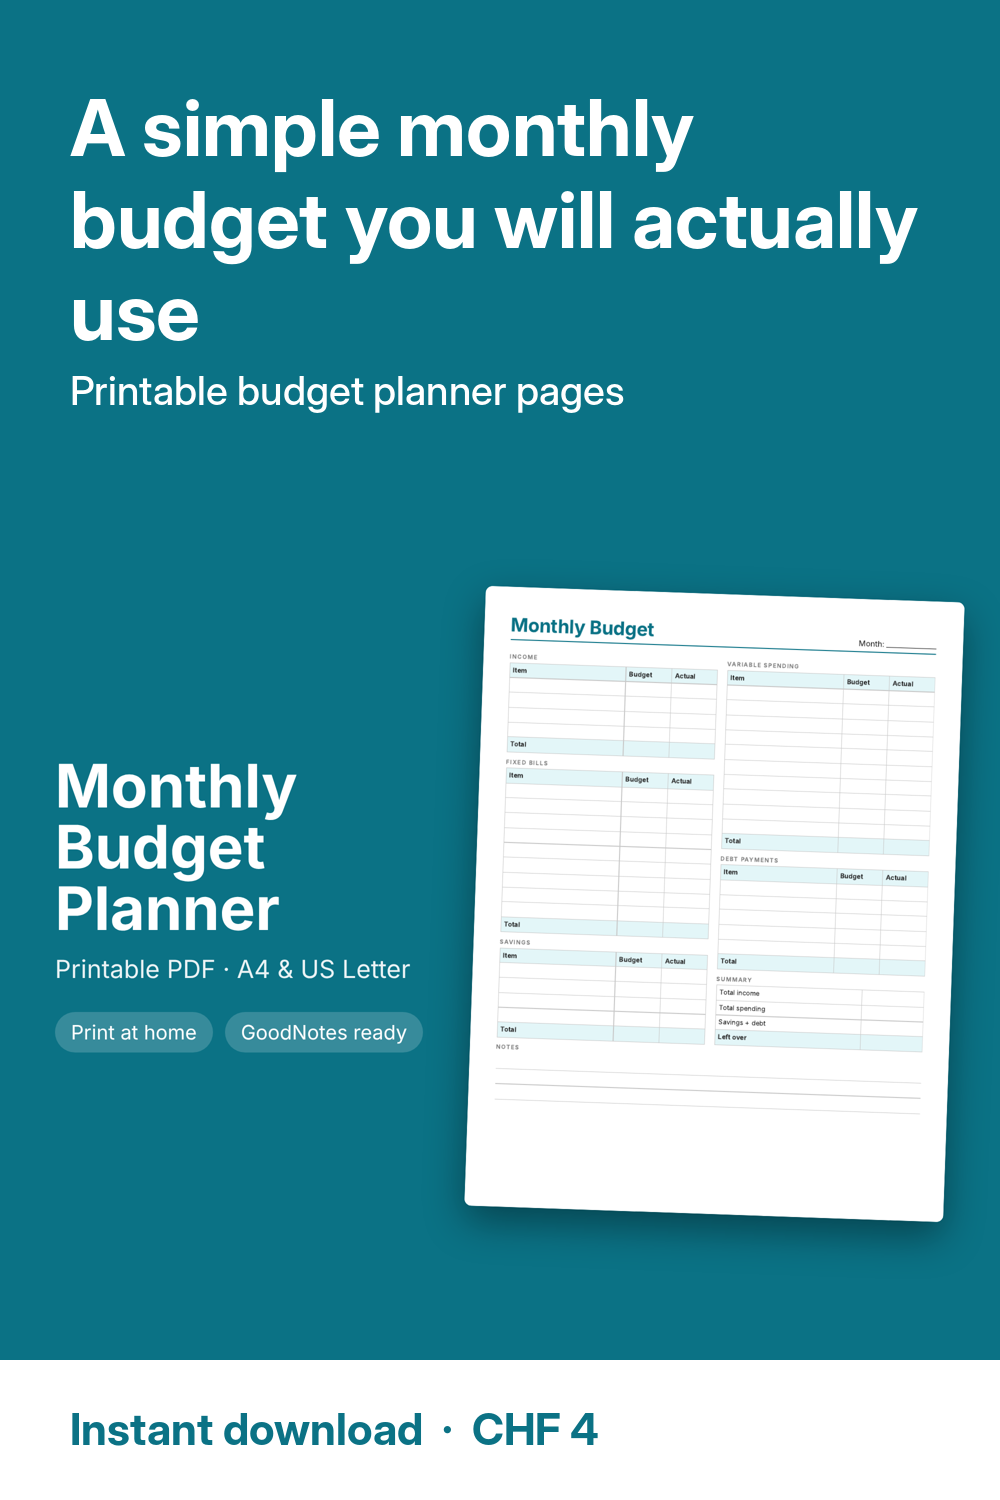 A simple monthly
budget you will actually
use
Printable budget planner pages
Monthly
Budget
Planner
Printable PDF · A4 & US Letter
Print at home
GoodNotes ready
Monthly Budget
Month: ________
INCOME
Item Budget Actual
Total
FIXED BILLS
Item Budget Actual
Total
SAVINGS
Item Budget Actual
Total
NOTES
VARIABLE SPENDING
Item Budget Actual
Total
DEBT PAYMENTS
Item Budget Actual
Total
SUMMARY
Total income
Total spending
Savings + debt
Left over
Instant download · CHF 4